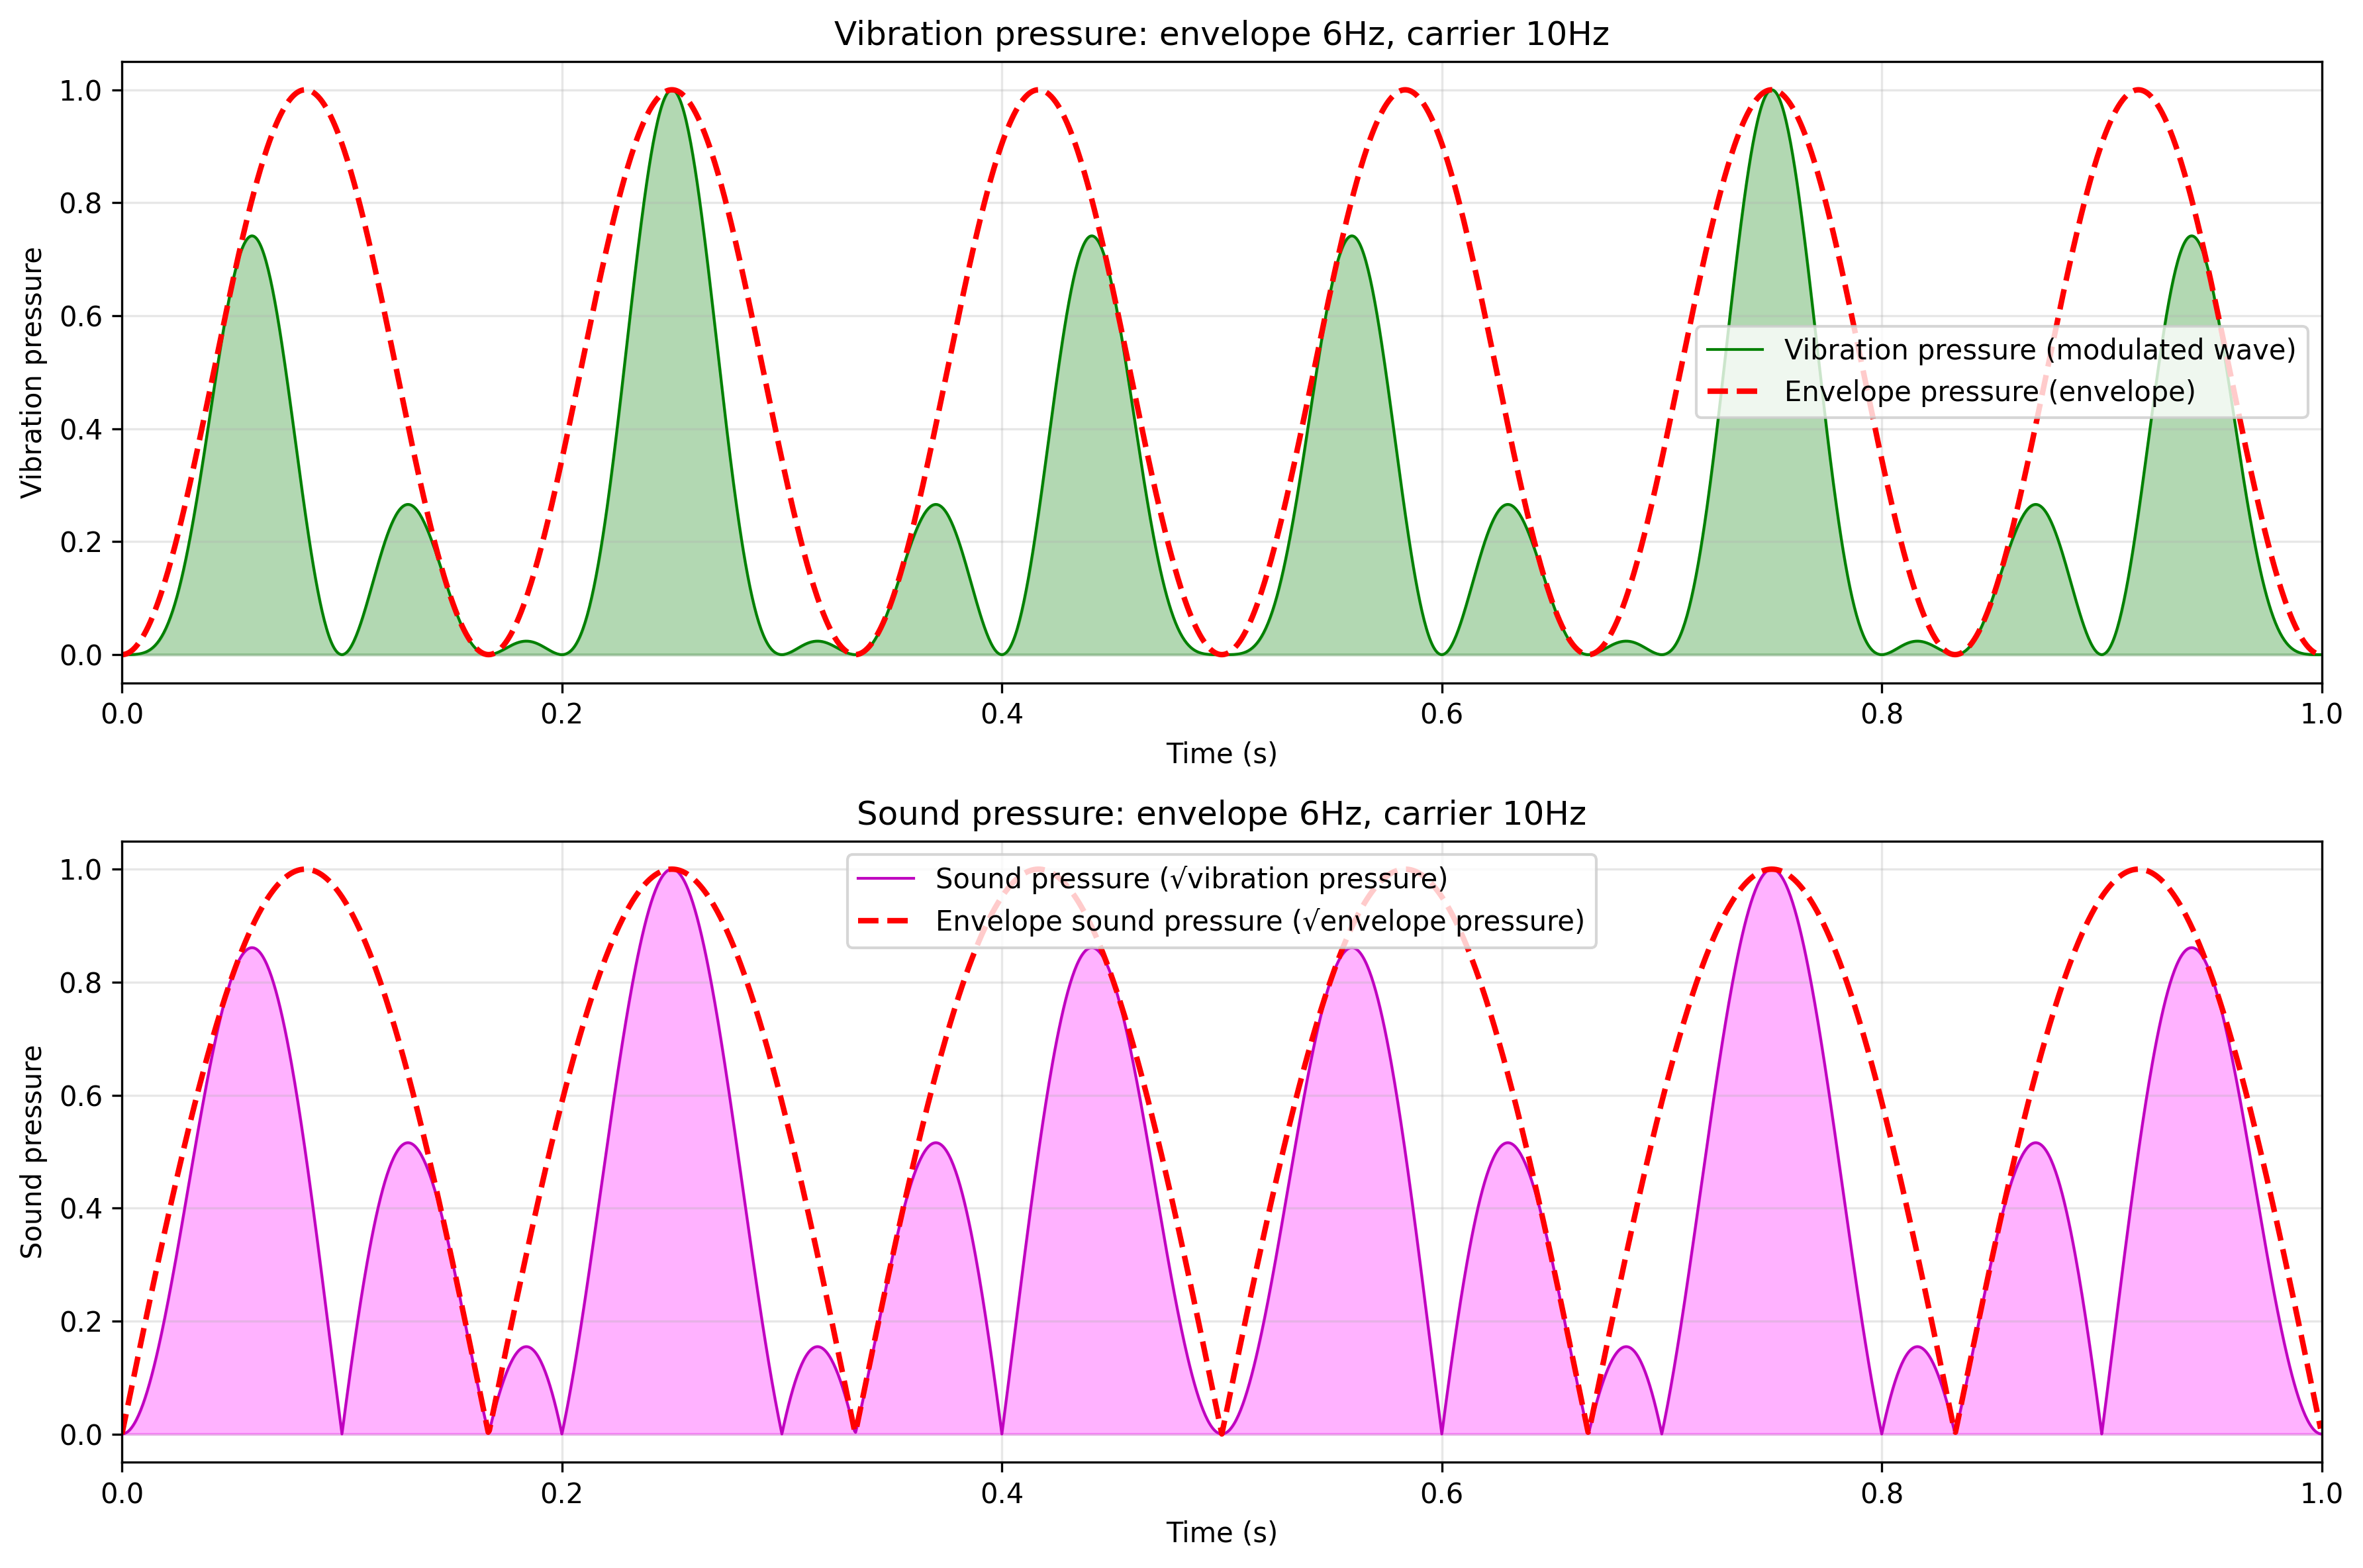 Vibration pressure: envelope 6Hz, carrier 10Hz
Vibration pressure
1.0
0.8
0.6
0.4
0.2
0.0
Vibration pressure (modulated wave)
Envelope pressure (envelope)
0.0 0.2 0.4 0.6 0.8 1.0
Time (s)
Sound pressure: envelope 6Hz, carrier 10Hz
Sound pressure
1.0
0.8
0.6
0.4
0.2
0.0
Sound pressure (√vibration pressure)
Envelope sound pressure (√envelope pressure)
0.0 0.2 0.4 0.6 0.8 1.0
Time (s)